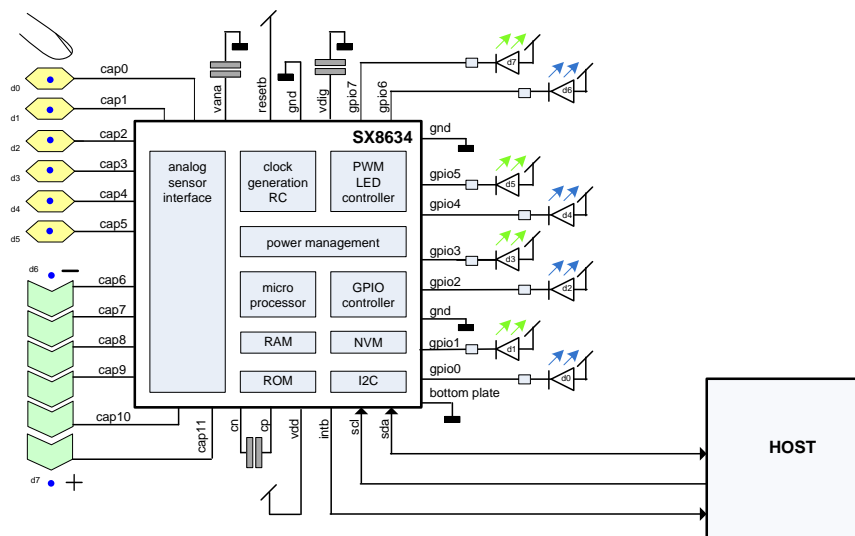 d0
cap0
d1
cap1
d2
cap2
d3
cap3
d4
cap4
d5
cap5
d6
−
cap6
cap7
cap8
cap9
cap10
cap11
d7
+
vana
resetb
gnd
vdig
gpio7
gpio6
d7
d6
SX8634
analog
sensor
interface
clock
generation
RC
PWM
LED
controller
power management
micro
processor
GPIO
controller
RAM
NVM
ROM
I2C
gnd
gpio5
d5
gpio4
d4
gpio3
d3
gpio2
d2
gnd
gpio1
d1
gpio0
d0
bottom plate
cn
cp
vdd
intb
scl
sda
HOST